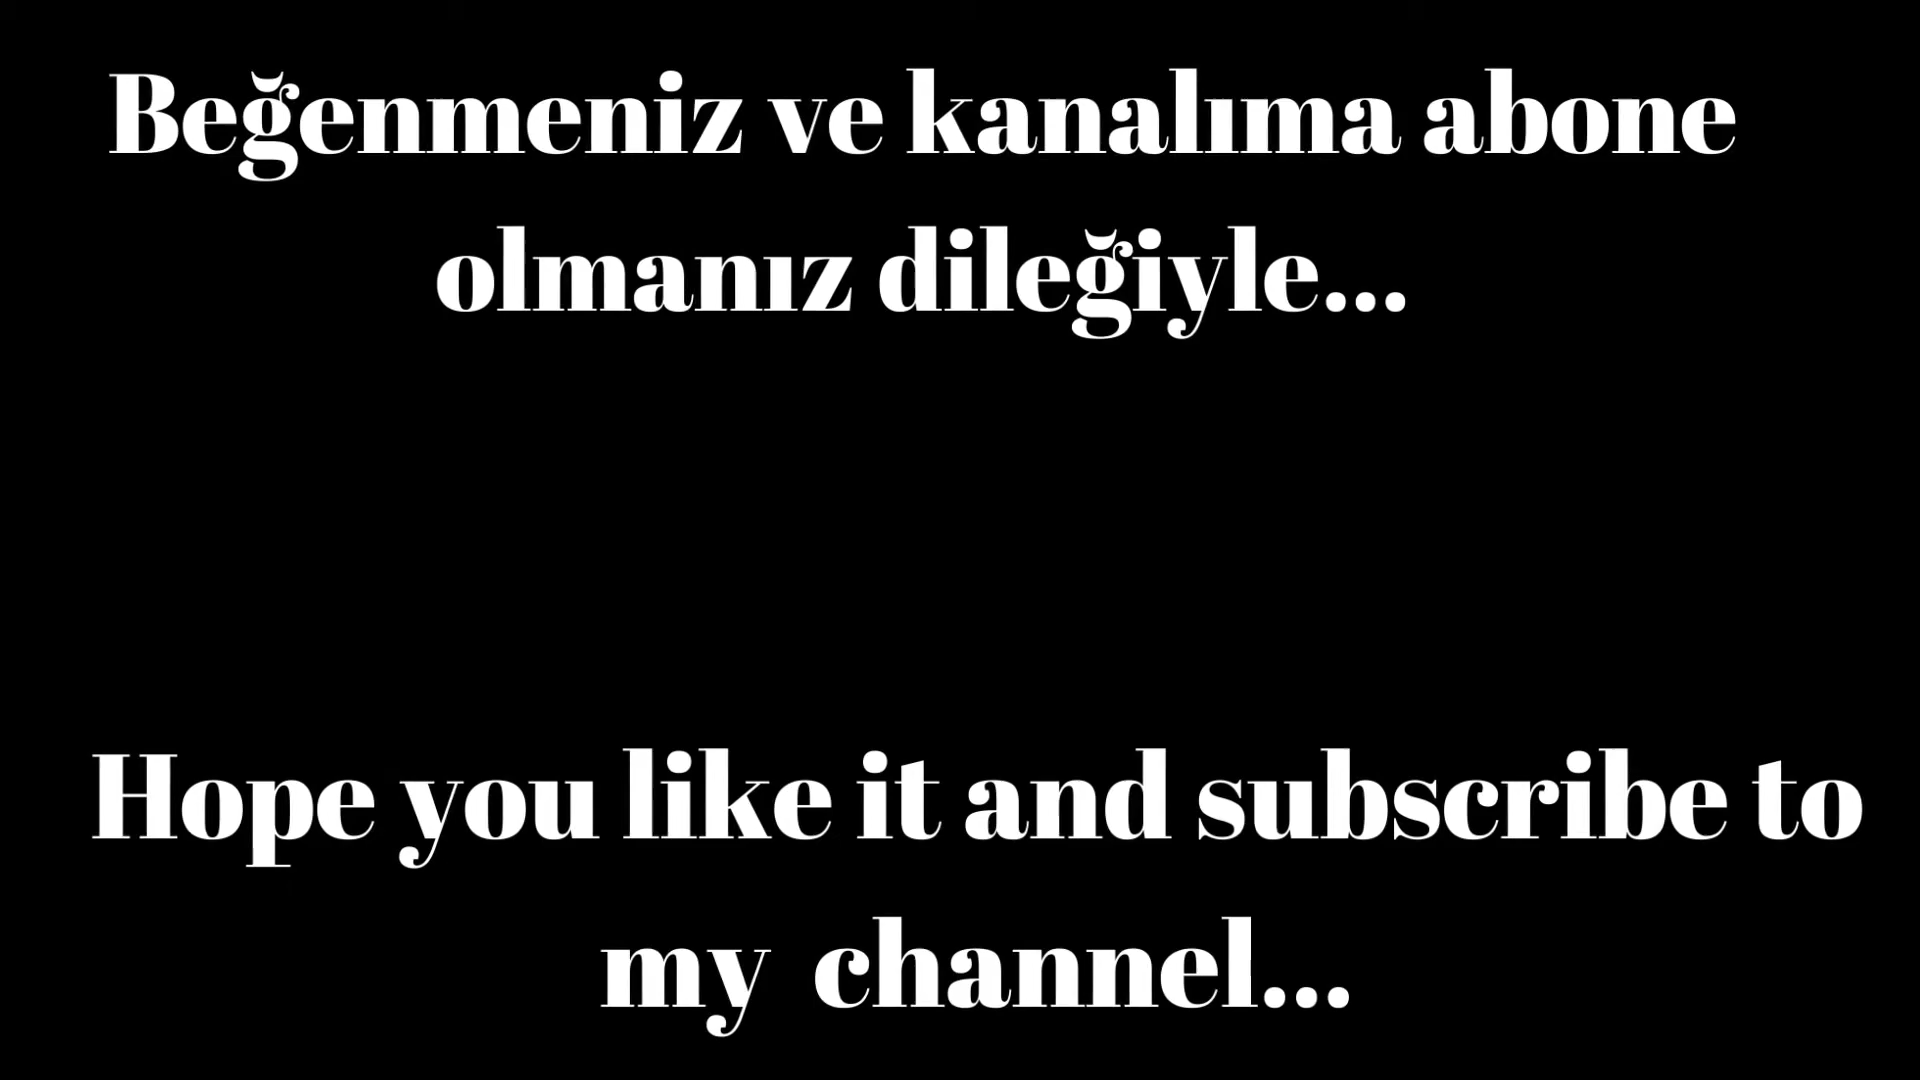 Beğenmeniz ve kanalıma abone
olmanız dileğiyle...
Hope you like it and subscribe to
my channel...